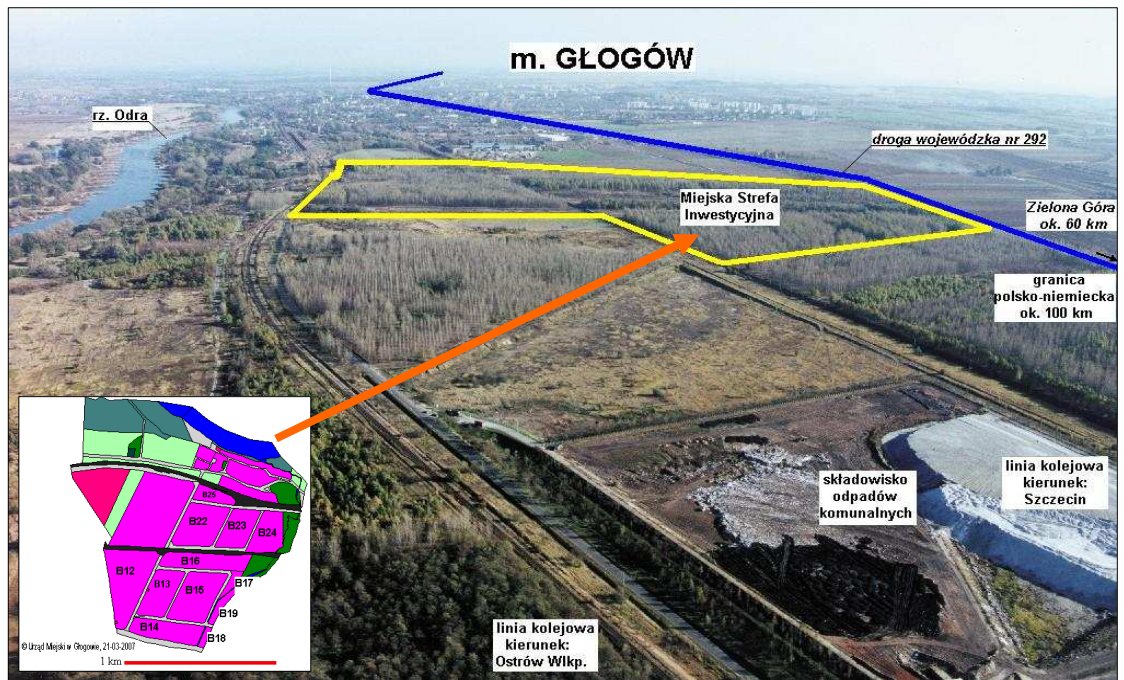 m. GŁOGÓW
rz. Odra
droga wojewódzka nr 292
Miejska Strefa
Inwestycyjna
Zielona Góra
ok. 60 km
granica
polsko-niemiecka
ok. 100 km
składowisko
odpadów
komunalnych
linia kolejowa
kierunek:
Szczecin
linia kolejowa
kierunek:
Ostrów Wlkp.
B25
B22
B23
B24
B16
B12
B13
B15
B17
B19
B14
B18
© Urząd Miejski w Głogowie, 21-03-2007
1 km